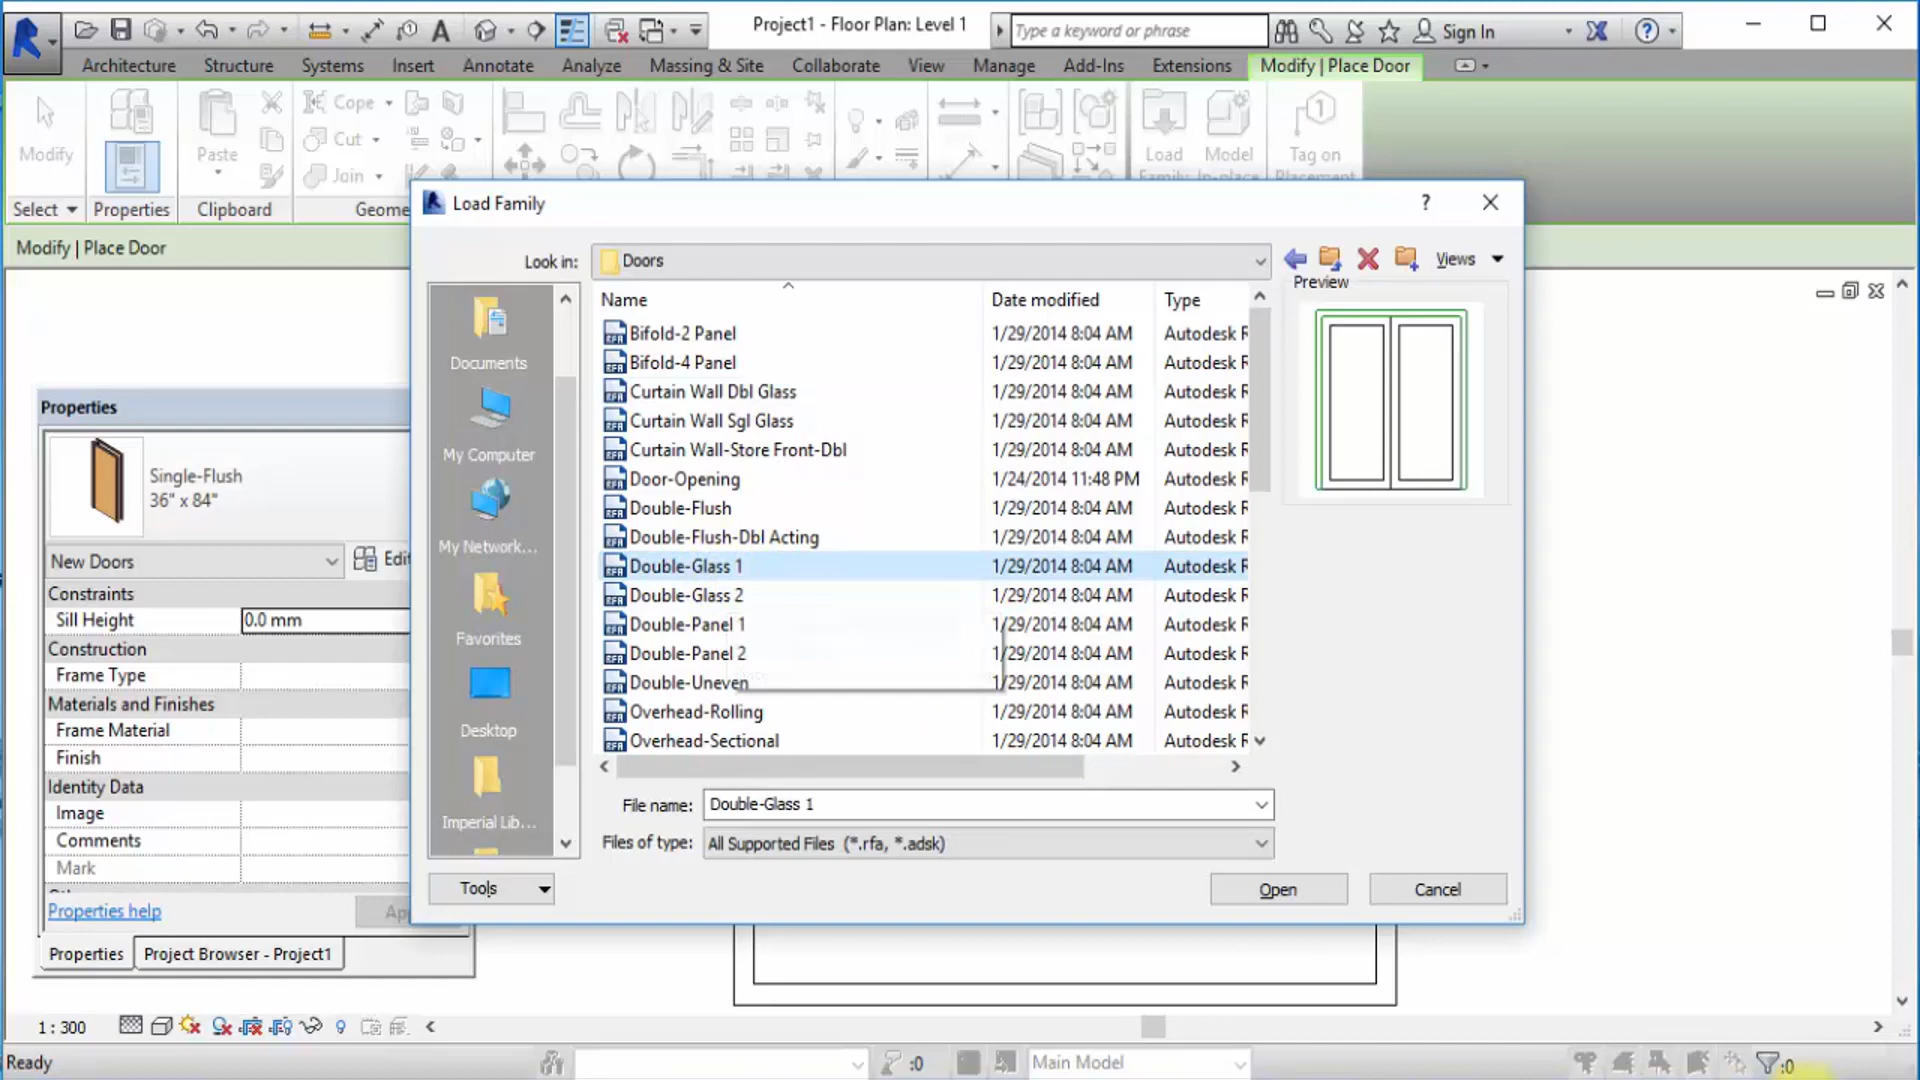 Project1 - Floor Plan: Level 1
Type a keyword or phrase
Sign In
Architecture Structure Systems Insert Annotate Analyze Massing & Site Collaborate View Manage Add-Ins Extensions Modify | Place Door
Modify
Paste
Cope
Cut
Join
Load
Model
Tag on
Select Properties Clipboard
Modify | Place Door
Load Family
Look in: Doors
Views
Preview
Name Date modified Type
Bifold-2 Panel 1/29/2014 8:04 AM Autodesk R
Bifold-4 Panel 1/29/2014 8:04 AM Autodesk R
Curtain Wall Dbl Glass 1/29/2014 8:04 AM Autodesk R
Curtain Wall Sgl Glass 1/29/2014 8:04 AM Autodesk R
Curtain Wall-Store Front-Dbl 1/29/2014 8:04 AM Autodesk R
Door-Opening 1/24/2014 11:48 PM Autodesk R
Double-Flush 1/29/2014 8:04 AM Autodesk R
Double-Flush-Dbl Acting 1/29/2014 8:04 AM Autodesk R
Double-Glass 1 1/29/2014 8:04 AM Autodesk R
Double-Glass 2 1/29/2014 8:04 AM Autodesk R
Double-Panel 1 1/29/2014 8:04 AM Autodesk R
Double-Panel 2 1/29/2014 8:04 AM Autodesk R
Double-Uneven 1/29/2014 8:04 AM Autodesk R
Overhead-Rolling 1/29/2014 8:04 AM Autodesk R
Overhead-Sectional 1/29/2014 8:04 AM Autodesk R
Documents
My Computer
My Network...
Favorites
Desktop
Imperial Lib...
File name: Double-Glass 1
Files of type: All Supported Files (*.rfa, *.adsk)
Tools
Open
Cancel
Properties
Single-Flush
36" x 84"
New Doors
Constraints
Sill Height 0.0 mm
Construction
Frame Type
Materials and Finishes
Frame Material
Finish
Identity Data
Image
Comments
Mark
Properties help
Properties Project Browser - Project1
1 : 300
Ready
:0
Main Model
:0